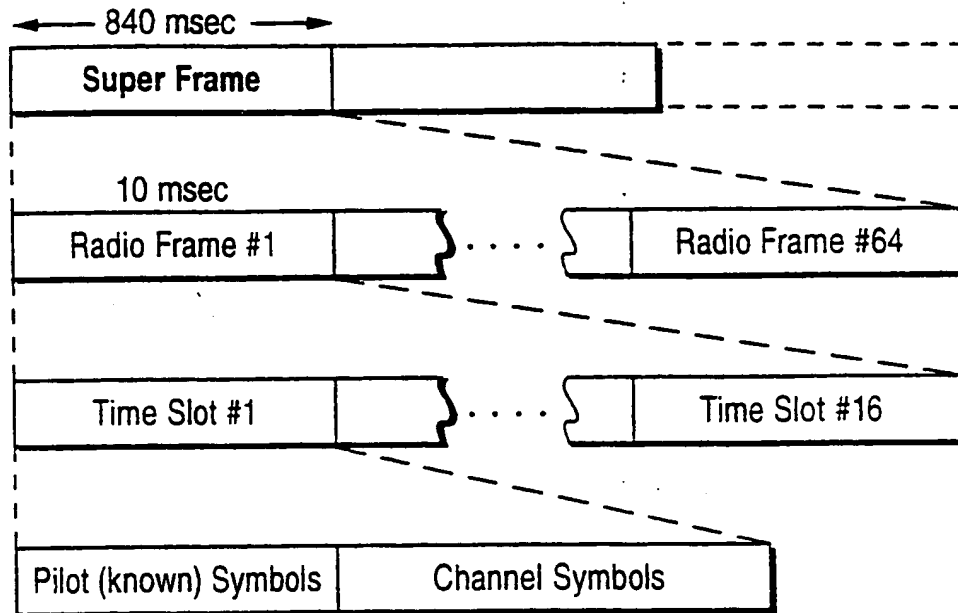 840 msec
Super Frame
10 msec
Radio Frame #1
. . . .
Radio Frame #64
Time Slot #1
. . . .
Time Slot #16
Pilot (known) Symbols
Channel Symbols